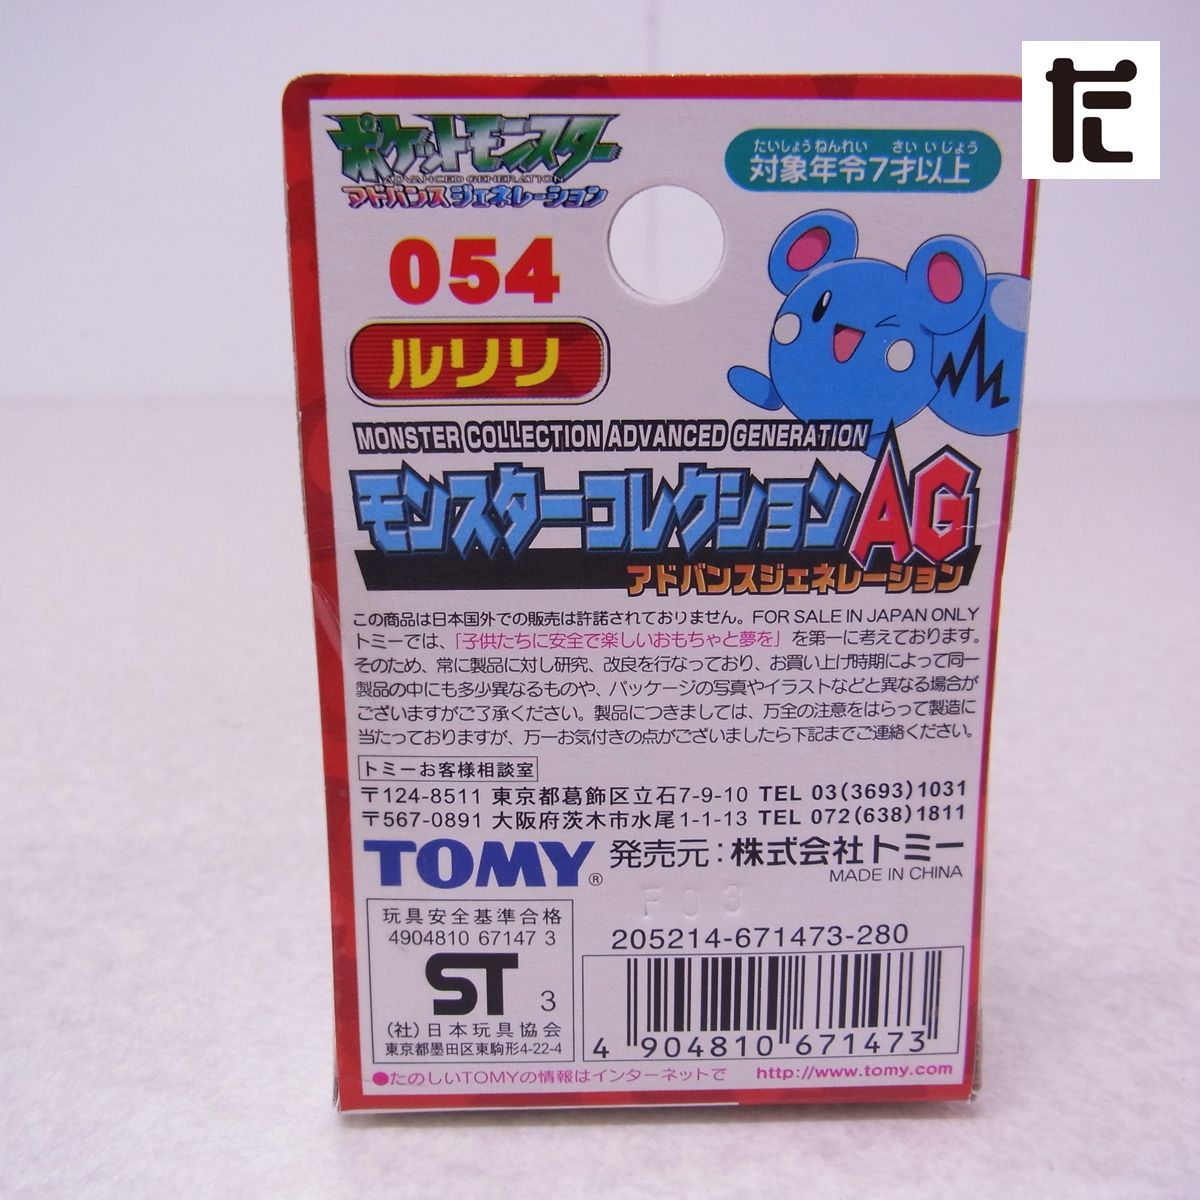 た
ポケットモンスター
ADVANCED GENERATION
アドバンスジェネレーション
たいしょうねんれい さい いじょう
対象年令7才以上
054
ルリリ
MONSTER COLLECTION ADVANCED GENERATION
モンスターコレクションAG
アドバンスジェネレーション
この商品は日本国外での販売は許諾されておりません。FOR SALE IN JAPAN ONLY
トミーでは、「子供たちに安全で楽しいおもちゃと夢を」を第一に考えております。
そのため、常に製品に対し研究、改良を行なっており、お買い上げ時期によって同一
製品の中にも多少異なるものや、パッケージの写真やイラストなどと異なる場合が
ございますがご了承ください。製品につきましては、万全の注意をはらって製造に
当たっておりますが、万一お気付きの点がございましたら下記までご連絡ください。
トミーお客様相談室
〒124-8511 東京都葛飾区立石7-9-10 TEL 03(3693)1031
〒567-0891 大阪府茨木市水尾1-1-13 TEL 072(638)1811
TOMY® 発売元:株式会社トミー
MADE IN CHINA
F03
玩具安全基準合格
4904810 67147 3
ST 3
(社)日本玩具協会
東京都墨田区東駒形4-22-4
205214-671473-280
4 904810 671473
●たのしいTOMYの情報はインターネットで http://www.tomy.com